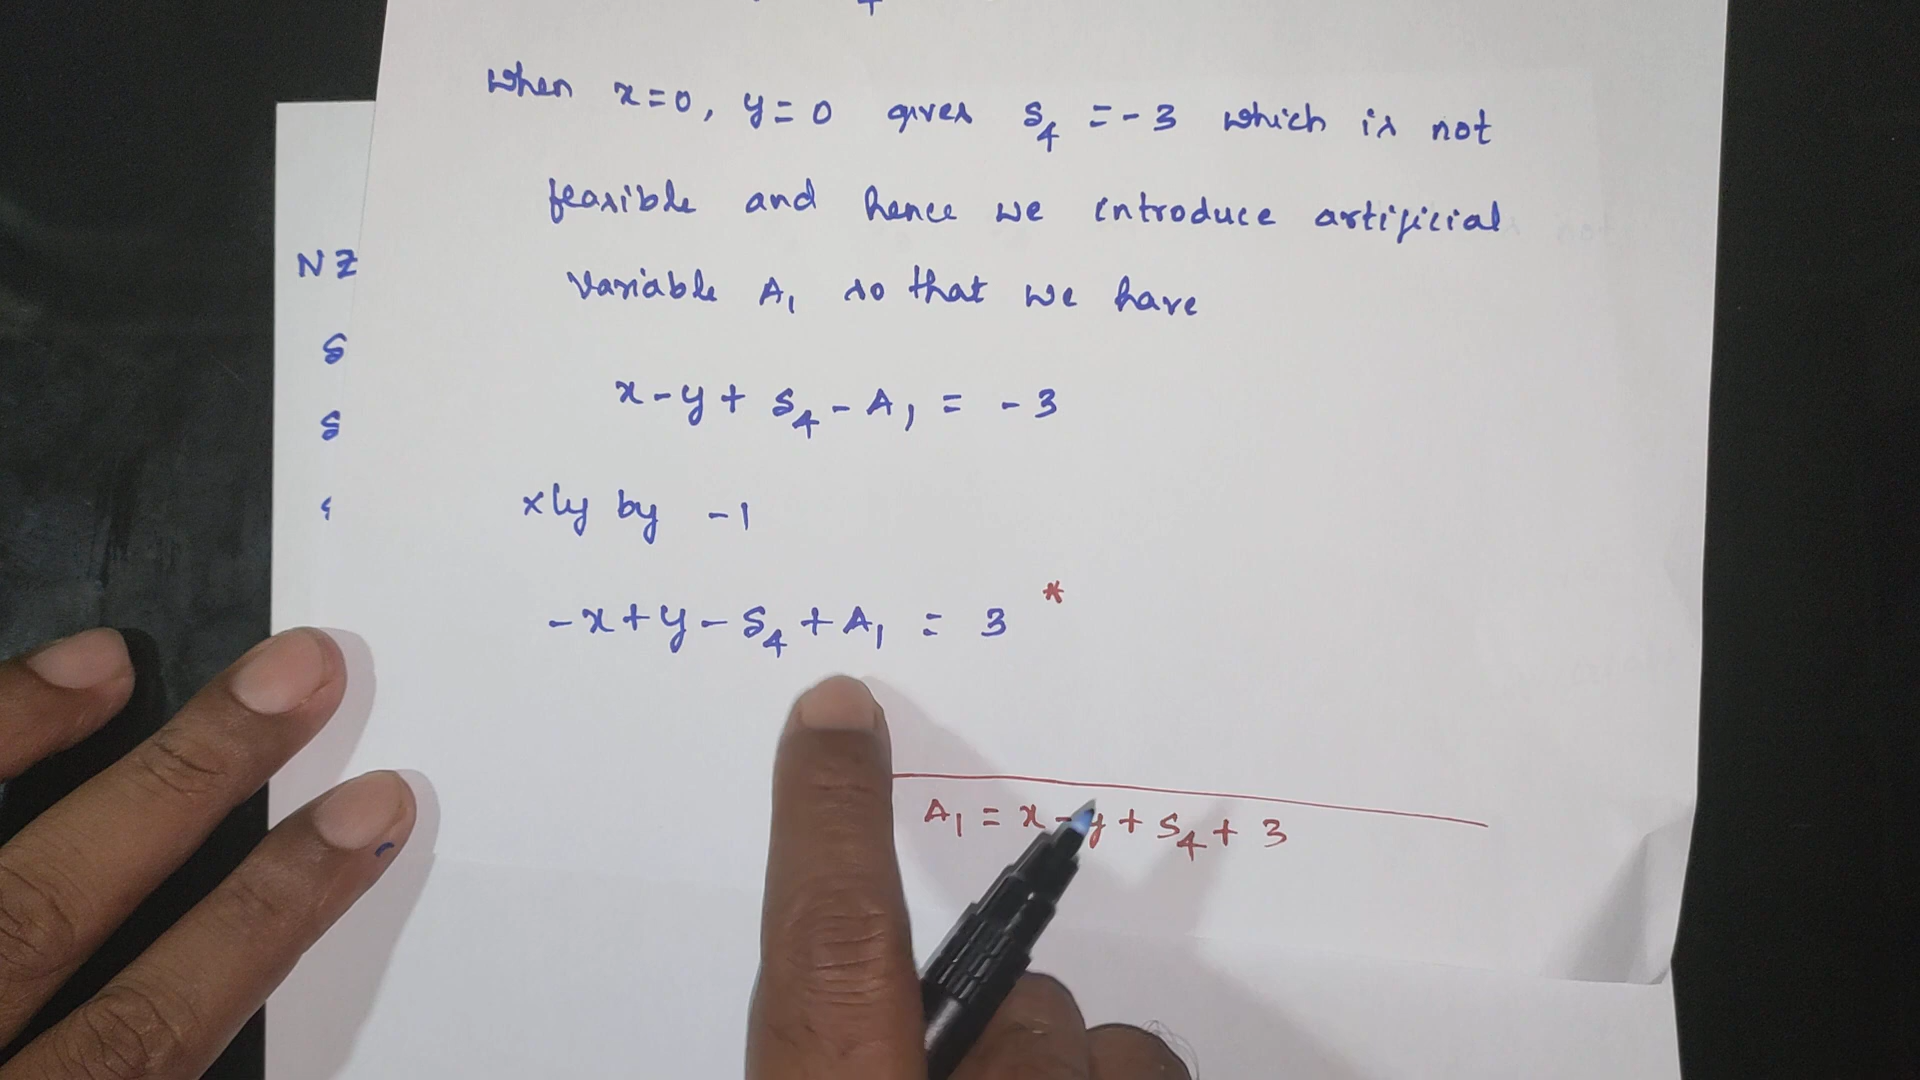 when x=0, y=0 gives S₄ = -3 which is not
feasible and hence we introduce artificial
variable A₁ so that we have
x - y + S₄ - A₁ = - 3
xly by -1
-x + y - S₄ + A₁ = 3 *
A₁ = x - y + S₄ + 3
NZ
S
S